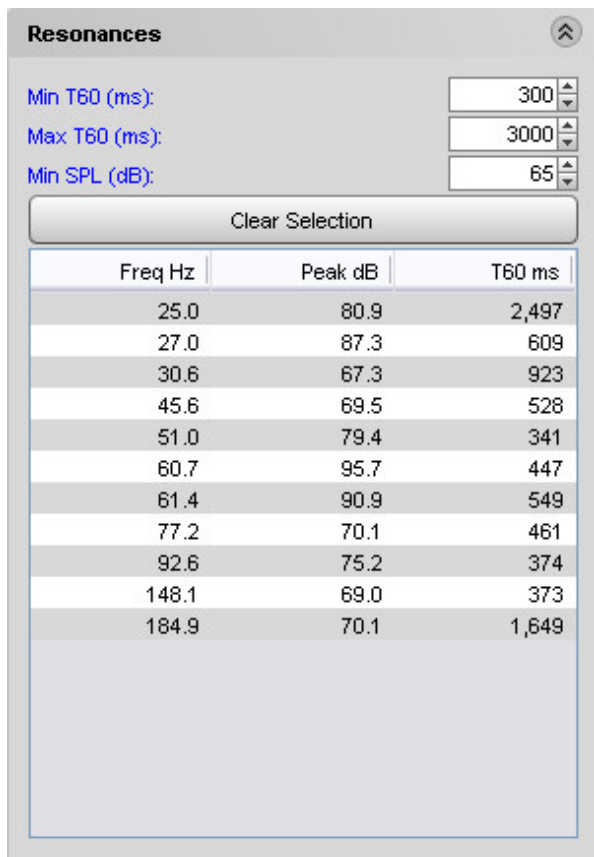 Resonances
Min T60 (ms): 300
Max T60 (ms): 3000
Min SPL (dB): 65
Clear Selection
Freq Hz Peak dB T60 ms
25.0 80.9 2,497
27.0 87.3 609
30.6 67.3 923
45.6 69.5 528
51.0 79.4 341
60.7 95.7 447
61.4 90.9 549
77.2 70.1 461
92.6 75.2 374
148.1 69.0 373
184.9 70.1 1,649